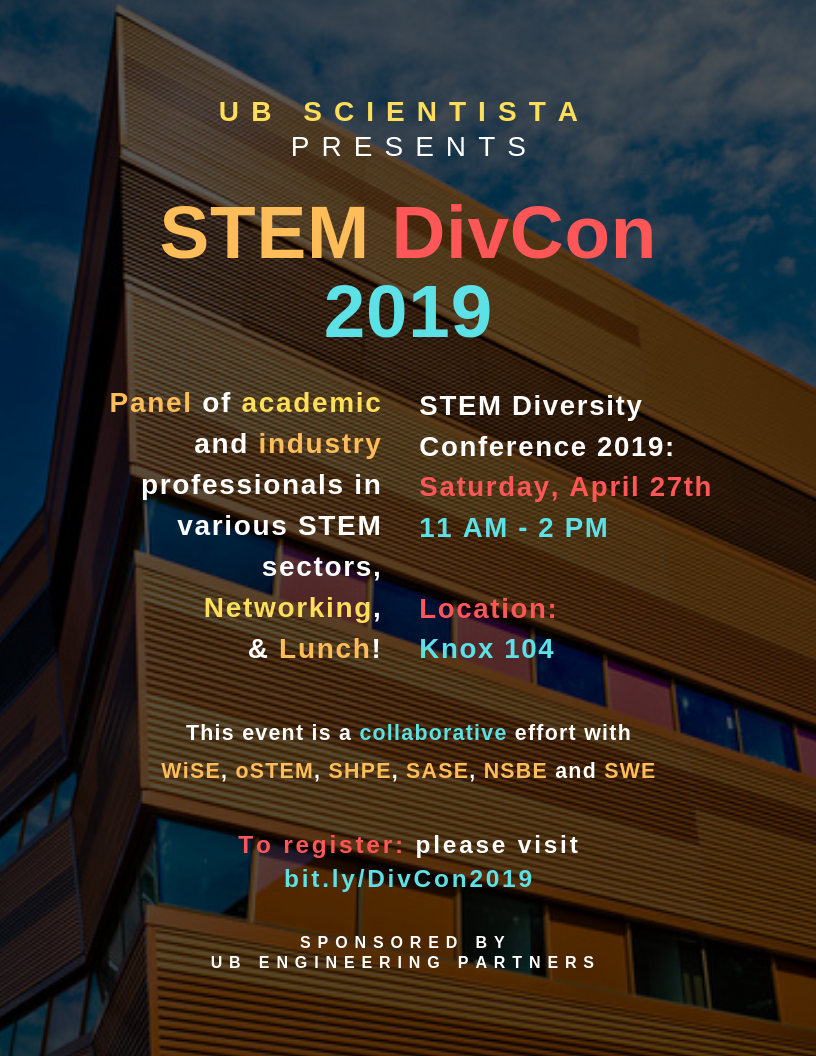 UB SCIENTISTA
PRESENTS
STEM DivCon
2019
Panel of academic
and industry
professionals in
various STEM
sectors,
Networking,
& Lunch!
STEM Diversity
Conference 2019:
Saturday, April 27th
11 AM - 2 PM
Location:
Knox 104
This event is a collaborative effort with
WiSE, oSTEM, SHPE, SASE, NSBE and SWE
To register: please visit
bit.ly/DivCon2019
SPONSORED BY
UB ENGINEERING PARTNERS